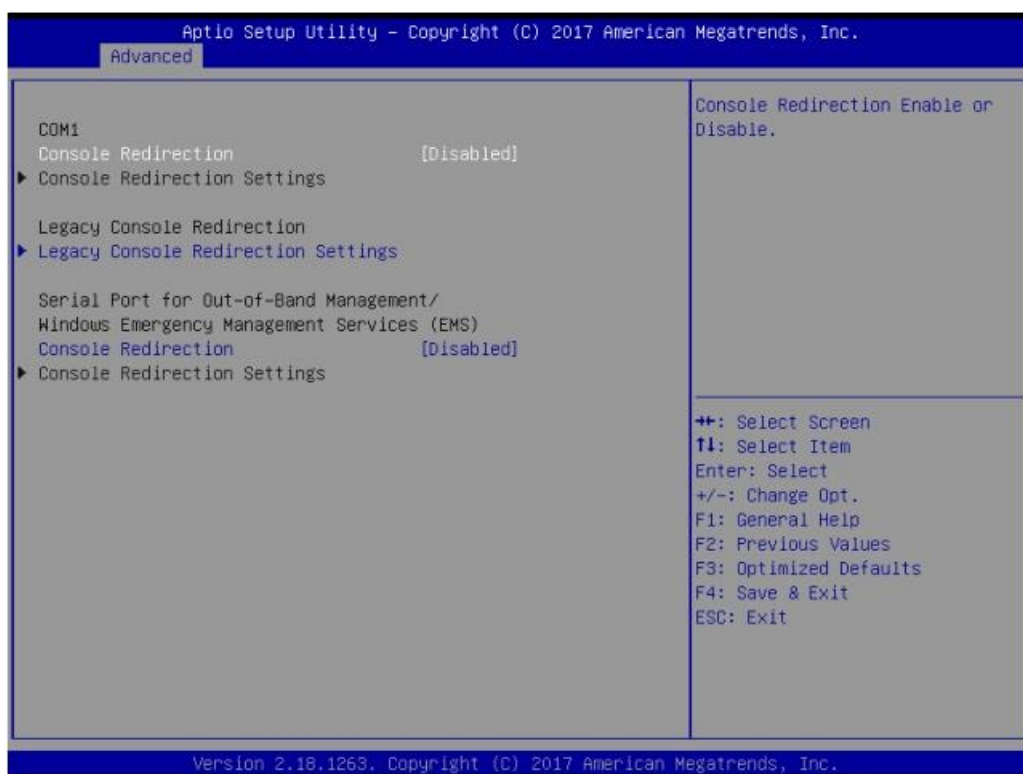 Aptio Setup Utility – Copyright (C) 2017 American Megatrends, Inc.
Advanced
COM1
Console Redirection [Disabled]
Console Redirection Settings
Legacy Console Redirection
Legacy Console Redirection Settings
Serial Port for Out-of-Band Management/
Windows Emergency Management Services (EMS)
Console Redirection [Disabled]
Console Redirection Settings
Console Redirection Enable or
Disable.
→←: Select Screen
↑↓: Select Item
Enter: Select
+/-: Change Opt.
F1: General Help
F2: Previous Values
F3: Optimized Defaults
F4: Save & Exit
ESC: Exit
Version 2.18.1263. Copyright (C) 2017 American Megatrends, Inc.